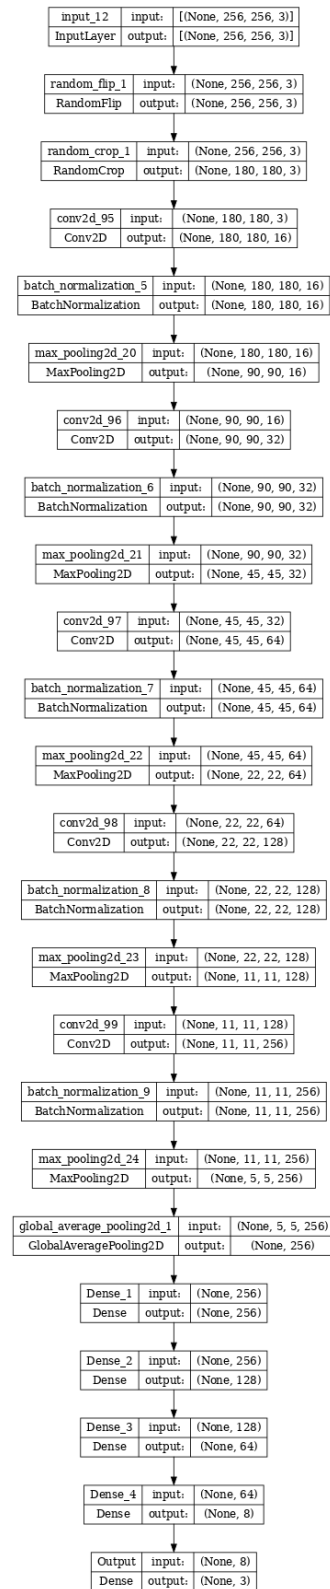 input_12 input: [(None, 256, 256, 3)]
InputLayer output: [(None, 256, 256, 3)]
random_flip_1 input: (None, 256, 256, 3)
RandomFlip output: (None, 256, 256, 3)
random_crop_1 input: (None, 256, 256, 3)
RandomCrop output: (None, 180, 180, 3)
conv2d_95 input: (None, 180, 180, 3)
Conv2D output: (None, 180, 180, 16)
batch_normalization_5 input: (None, 180, 180, 16)
BatchNormalization output: (None, 180, 180, 16)
max_pooling2d_20 input: (None, 180, 180, 16)
MaxPooling2D output: (None, 90, 90, 16)
conv2d_96 input: (None, 90, 90, 16)
Conv2D output: (None, 90, 90, 32)
batch_normalization_6 input: (None, 90, 90, 32)
BatchNormalization output: (None, 90, 90, 32)
max_pooling2d_21 input: (None, 90, 90, 32)
MaxPooling2D output: (None, 45, 45, 32)
conv2d_97 input: (None, 45, 45, 32)
Conv2D output: (None, 45, 45, 64)
batch_normalization_7 input: (None, 45, 45, 64)
BatchNormalization output: (None, 45, 45, 64)
max_pooling2d_22 input: (None, 45, 45, 64)
MaxPooling2D output: (None, 22, 22, 64)
conv2d_98 input: (None, 22, 22, 64)
Conv2D output: (None, 22, 22, 128)
batch_normalization_8 input: (None, 22, 22, 128)
BatchNormalization output: (None, 22, 22, 128)
max_pooling2d_23 input: (None, 22, 22, 128)
MaxPooling2D output: (None, 11, 11, 128)
conv2d_99 input: (None, 11, 11, 128)
Conv2D output: (None, 11, 11, 256)
batch_normalization_9 input: (None, 11, 11, 256)
BatchNormalization output: (None, 11, 11, 256)
max_pooling2d_24 input: (None, 11, 11, 256)
MaxPooling2D output: (None, 5, 5, 256)
global_average_pooling2d_1 input: (None, 5, 5, 256)
GlobalAveragePooling2D output: (None, 256)
Dense_1 input: (None, 256)
Dense output: (None, 256)
Dense_2 input: (None, 256)
Dense output: (None, 128)
Dense_3 input: (None, 128)
Dense output: (None, 64)
Dense_4 input: (None, 64)
Dense output: (None, 8)
Output input: (None, 8)
Dense output: (None, 3)